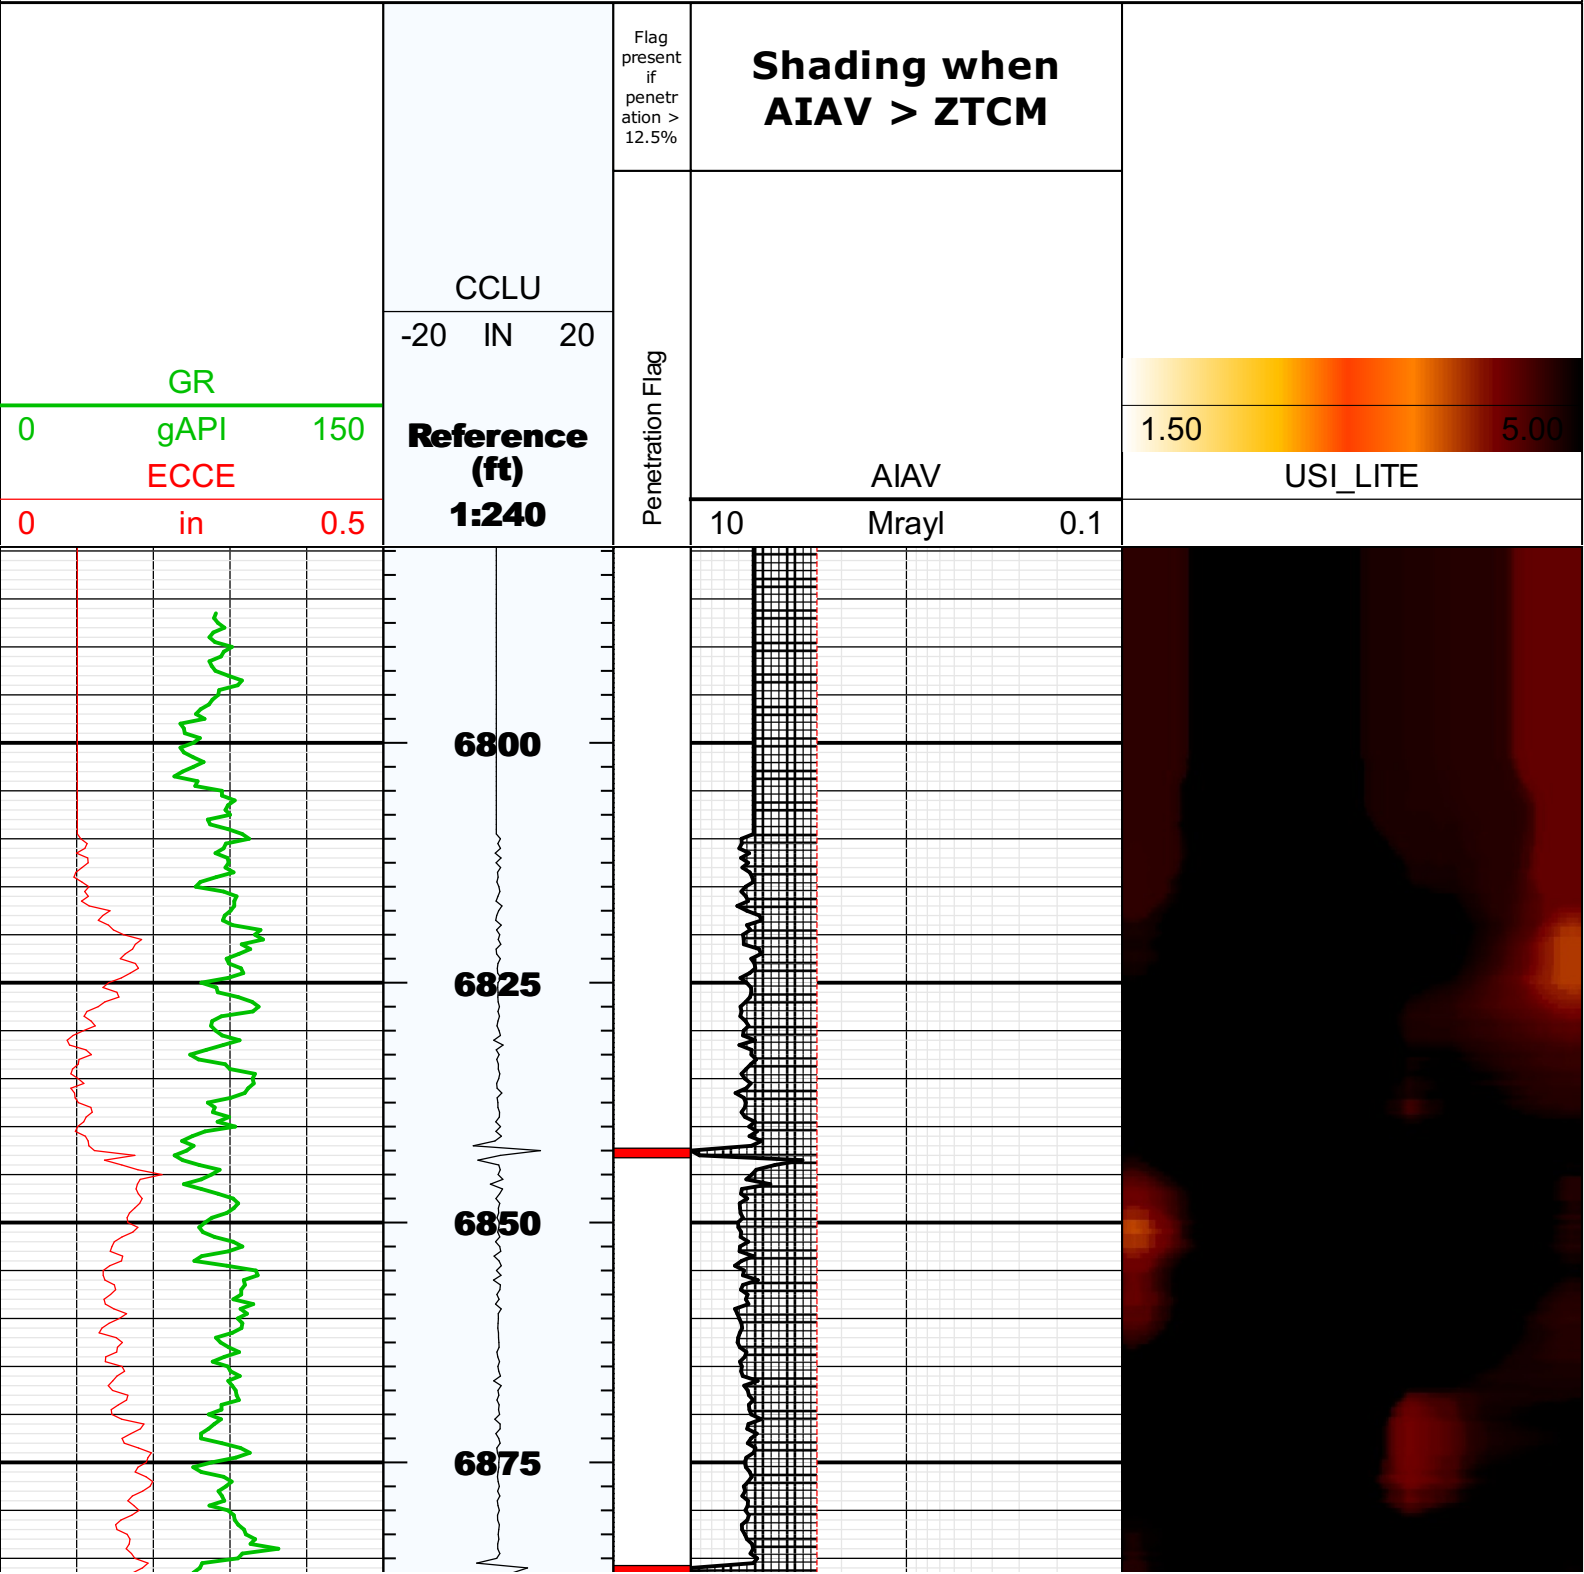 Flag
present
if
penetr
ation >
12.5%
Shading when
AIAV > ZTCM
CCLU
-20 IN 20
GR
0 gAPI 150
ECCE
0 in 0.5
Reference
(ft)
1:240
Penetration Flag
AIAV
10 Mrayl 0.1
1.50 5.00
USI_LITE
6800
6825
6850
6875